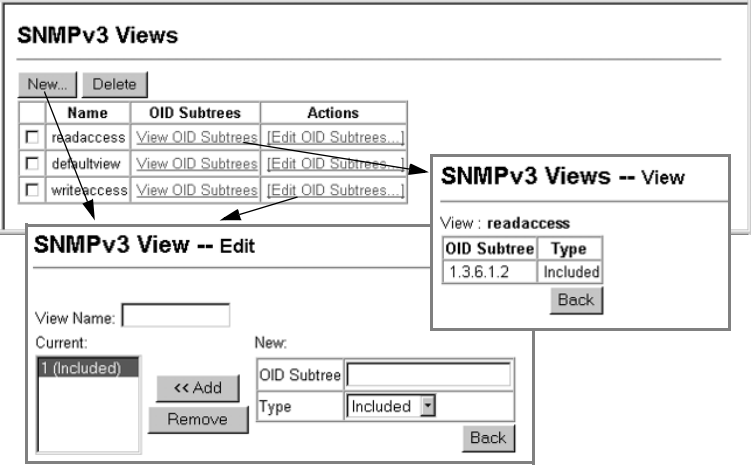 SNMPv3 Views
New... Delete
Name OID Subtrees Actions
readaccess View OID Subtrees [Edit OID Subtrees...]
defaultview View OID Subtrees [Edit OID Subtrees...]
writeaccess View OID Subtrees [Edit OID Subtrees...]
SNMPv3 Views -- View
View : readaccess
OID Subtree Type
1.3.6.1.2 Included
Back
SNMPv3 View -- Edit
View Name:
Current: New:
1 (Included)
OID Subtree
<< Add
Type Included
Remove
Back